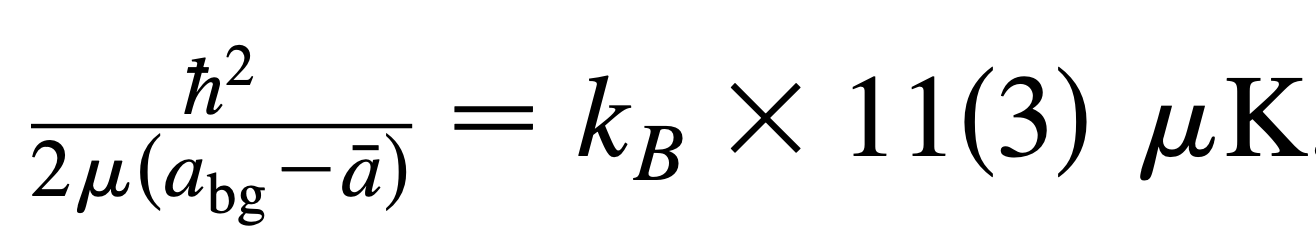 ħ²/2μ(a_bg − ā) = k_B × 11(3) μK.